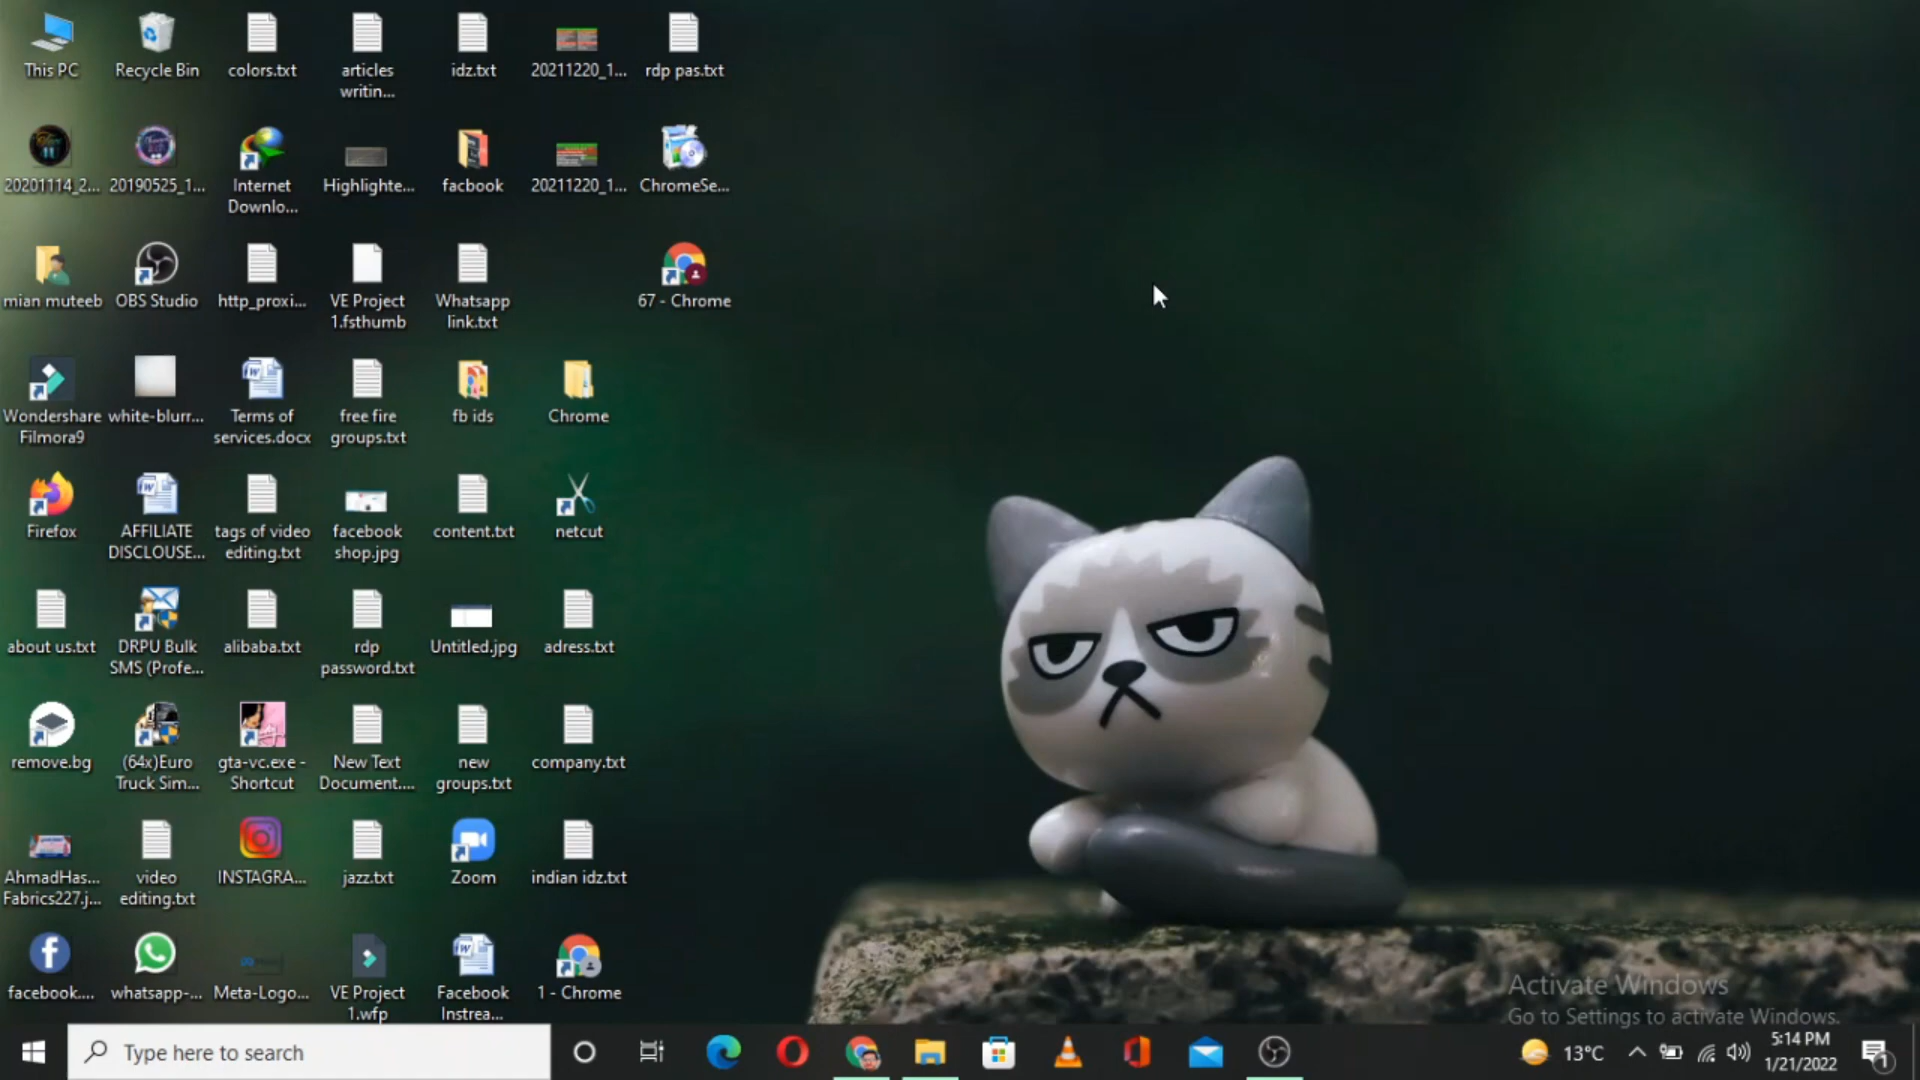 This PC
Recycle Bin
colors.txt
articles
writin...
idz.txt
20211220_1...
rdp pas.txt
20201114_2...
20190525_1...
Internet
Downlo...
Highlighte...
facbook
20211220_1...
ChromeSe...
mian muteeb
OBS Studio
http_proxi...
VE Project
1.fsthumb
Whatsapp
link.txt
67 - Chrome
Wondershare
Filmora9
white-blurr...
Terms of
services.docx
free fire
groups.txt
fb ids
Chrome
Firefox
AFFILIATE
DISCLOUSE...
tags of video
editing.txt
facebook
shop.jpg
content.txt
netcut
about us.txt
DRPU Bulk
SMS (Profe...
alibaba.txt
rdp
password.txt
Untitled.jpg
adress.txt
remove.bg
(64x)Euro
Truck Sim...
gta-vc.exe -
Shortcut
New Text
Document....
new
groups.txt
company.txt
AhmadHas...
Fabrics227.j...
video
editing.txt
INSTAGRA...
jazz.txt
Zoom
indian idz.txt
facebook....
whatsapp-...
Meta-Logo...
VE Project
1.wfp
Facebook
Instrea...
1 - Chrome
Activate Windows
Go to Settings to activate Windows.
Type here to search
13°C
5:14 PM
1/21/2022
1